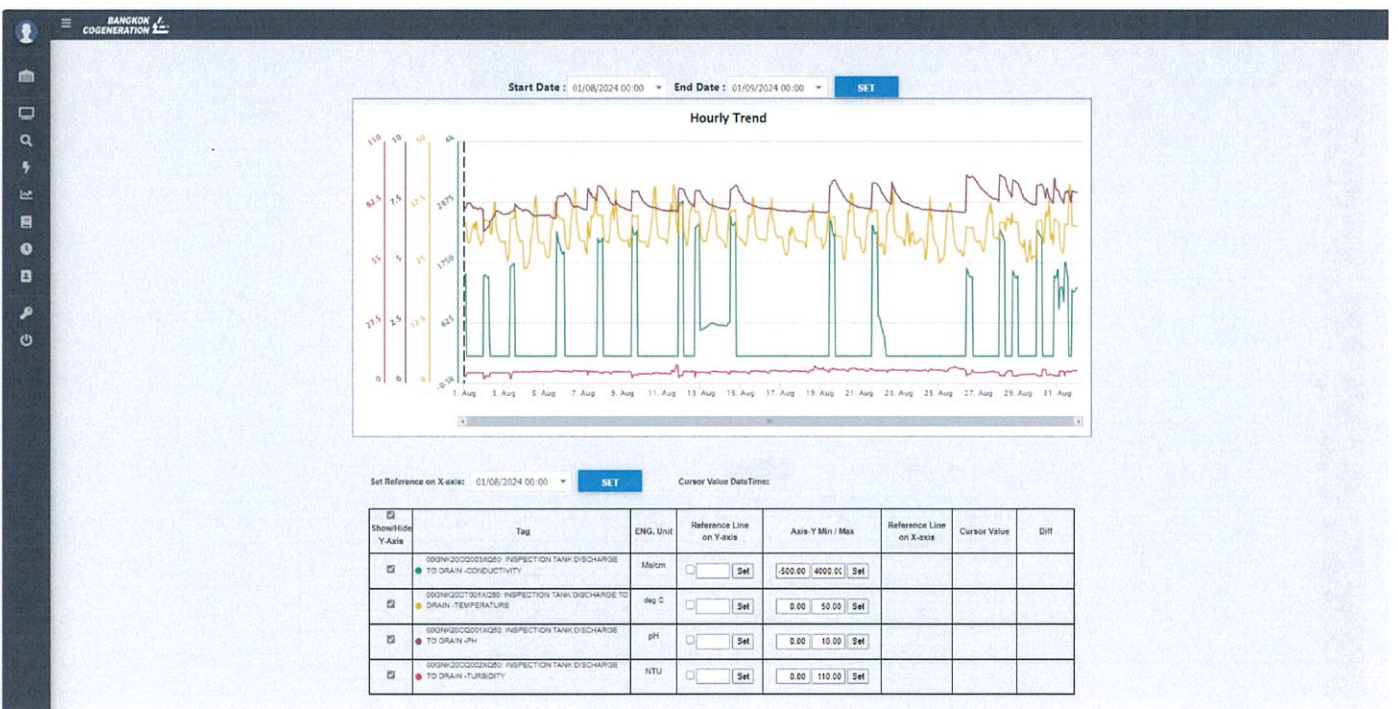 BANGKOK
COGENERATION
Start Date : 01/08/2024 00:00 End Date : 01/09/2024 00:00 SET
Hourly Trend
110 10 50 4k
82.5 7.5 37.5 2875
55 5 25 1750
27.5 2.5 12.5 625
0 0 0 -0.5k
1. Aug 3. Aug 5. Aug 7. Aug 9. Aug 11. Aug 13. Aug 15. Aug 17. Aug 19. Aug 21. Aug 23. Aug 25. Aug 27. Aug 29. Aug 31. Aug
Set Reference on X-axis: 01/08/2024 00:00 SET Cursor Value DateTime:
Show/Hide
Y-Axis
Tag
ENG. Unit
Reference Line
on Y-axis
Axis-Y Min / Max
Reference Line
on X-axis
Cursor Value
Diff
00GNK20CQ003XQ50: INSPECTION TANK DISCHARGE
TO DRAIN -CONDUCTIVITY
Ms/cm
Set
-500.00 4000.00 Set
00GNK20CT001XQ50: INSPECTION TANK DISCHARGE TO
DRAIN -TEMPERATURE
deg C
Set
0.00 50.00 Set
00GNK20CQ001XQ50: INSPECTION TANK DISCHARGE
TO DRAIN -PH
pH
Set
0.00 10.00 Set
00GNK20CQ002XQ50: INSPECTION TANK DISCHARGE
TO DRAIN -TURBIDITY
NTU
Set
0.00 110.00 Set